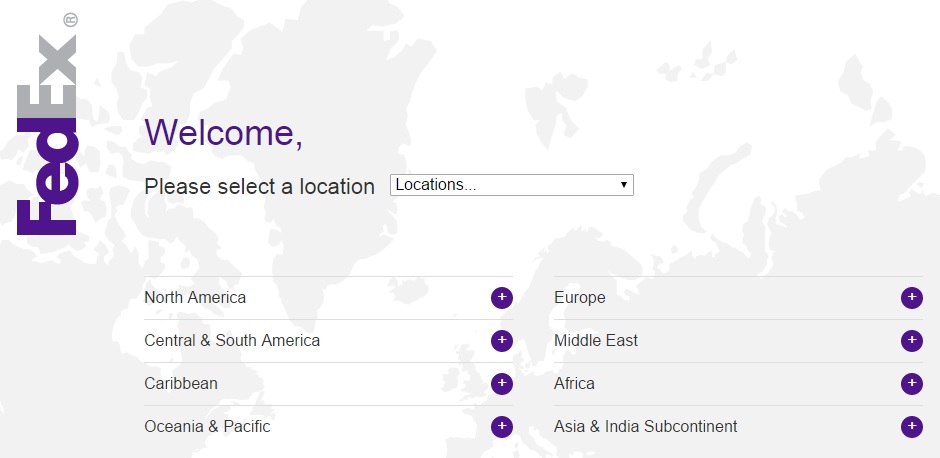 FedEx®
Welcome,
Please select a location Locations...
North America
Central & South America
Caribbean
Oceania & Pacific
Europe
Middle East
Africa
Asia & India Subcontinent